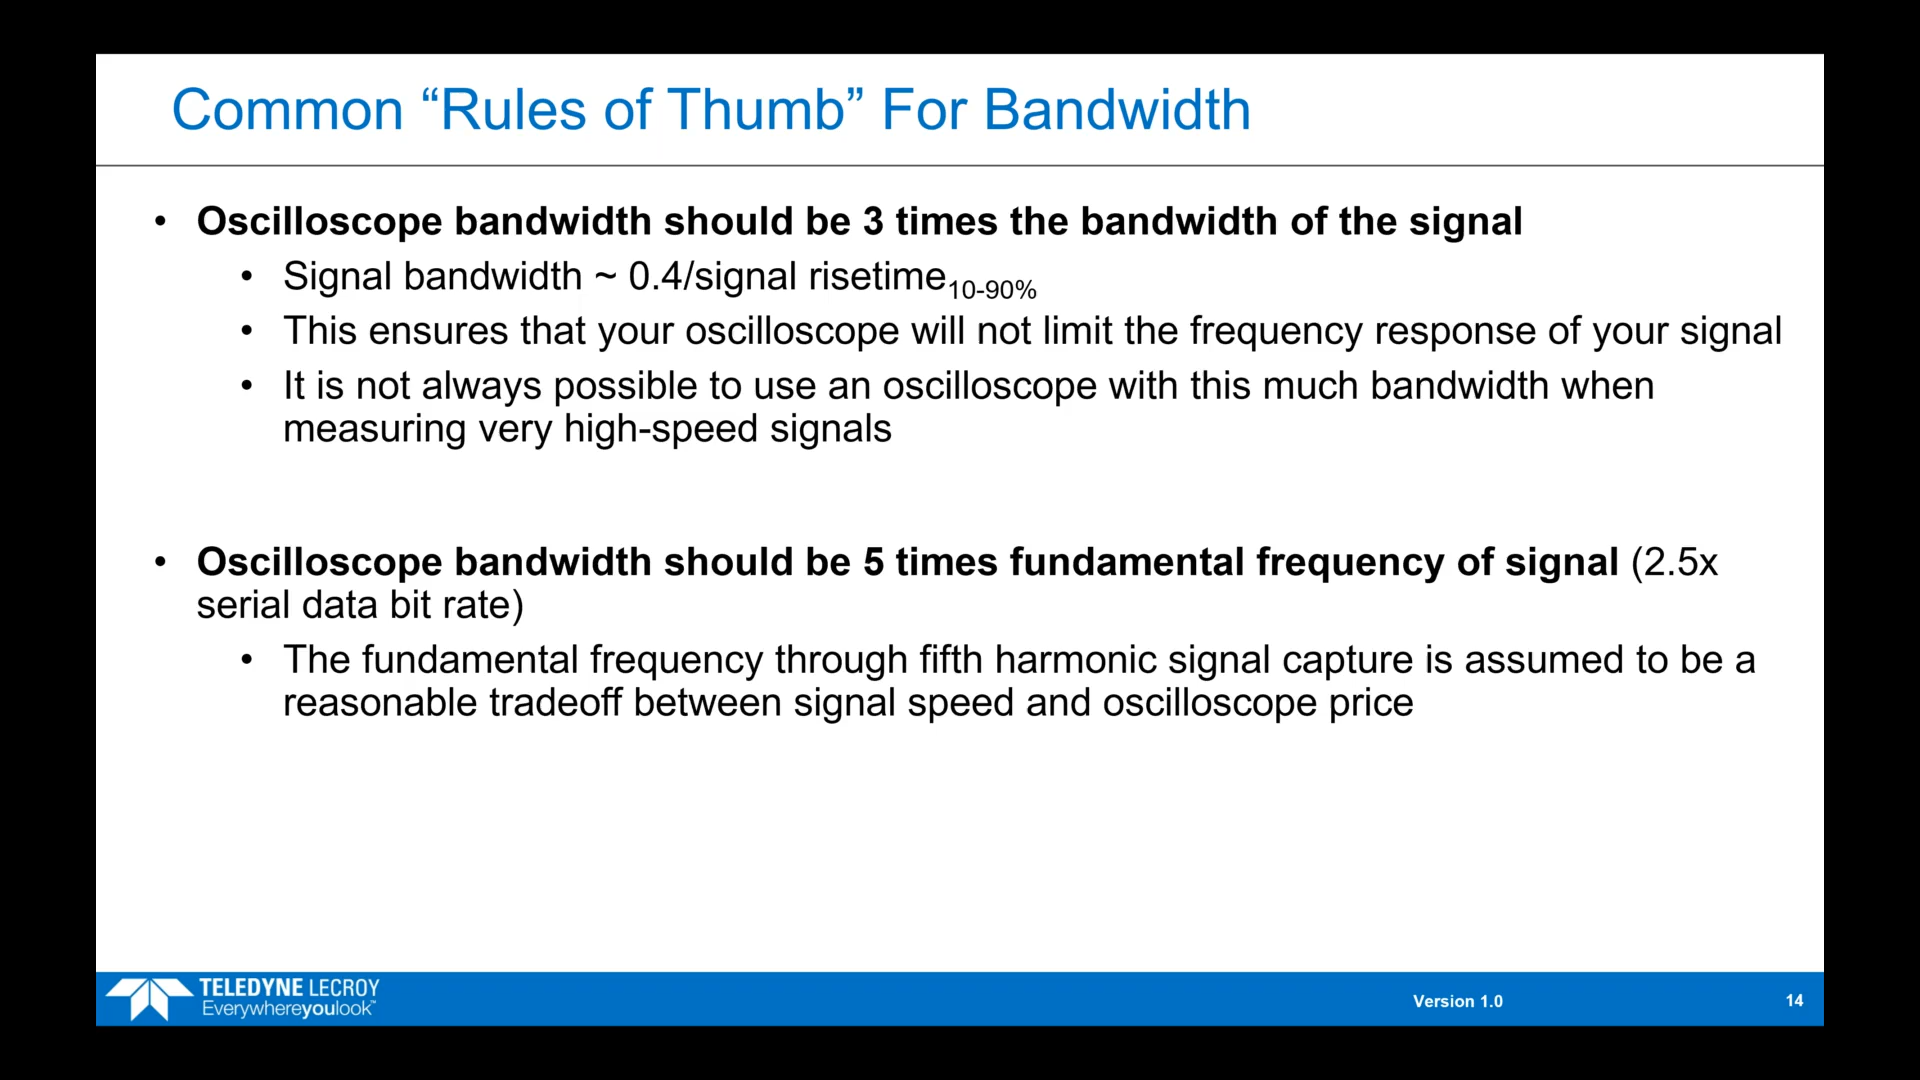 Common “Rules of Thumb” For Bandwidth
• Oscilloscope bandwidth should be 3 times the bandwidth of the signal
• Signal bandwidth ~ 0.4/signal risetime10-90%
• This ensures that your oscilloscope will not limit the frequency response of your signal
• It is not always possible to use an oscilloscope with this much bandwidth when
measuring very high-speed signals
• Oscilloscope bandwidth should be 5 times fundamental frequency of signal (2.5x
serial data bit rate)
• The fundamental frequency through fifth harmonic signal capture is assumed to be a
reasonable tradeoff between signal speed and oscilloscope price
TELEDYNE LECROY
Everywhereyoulook™
Version 1.0
14